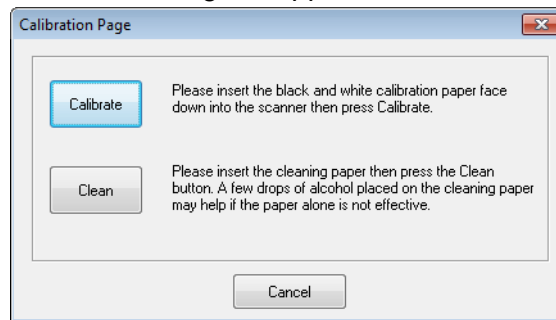 Calibration Page
Calibrate
Please insert the black and white calibration paper face
down into the scanner then press Calibrate.
Clean
Please insert the cleaning paper then press the Clean
button. A few drops of alcohol placed on the cleaning paper
may help if the paper alone is not effective.
Cancel